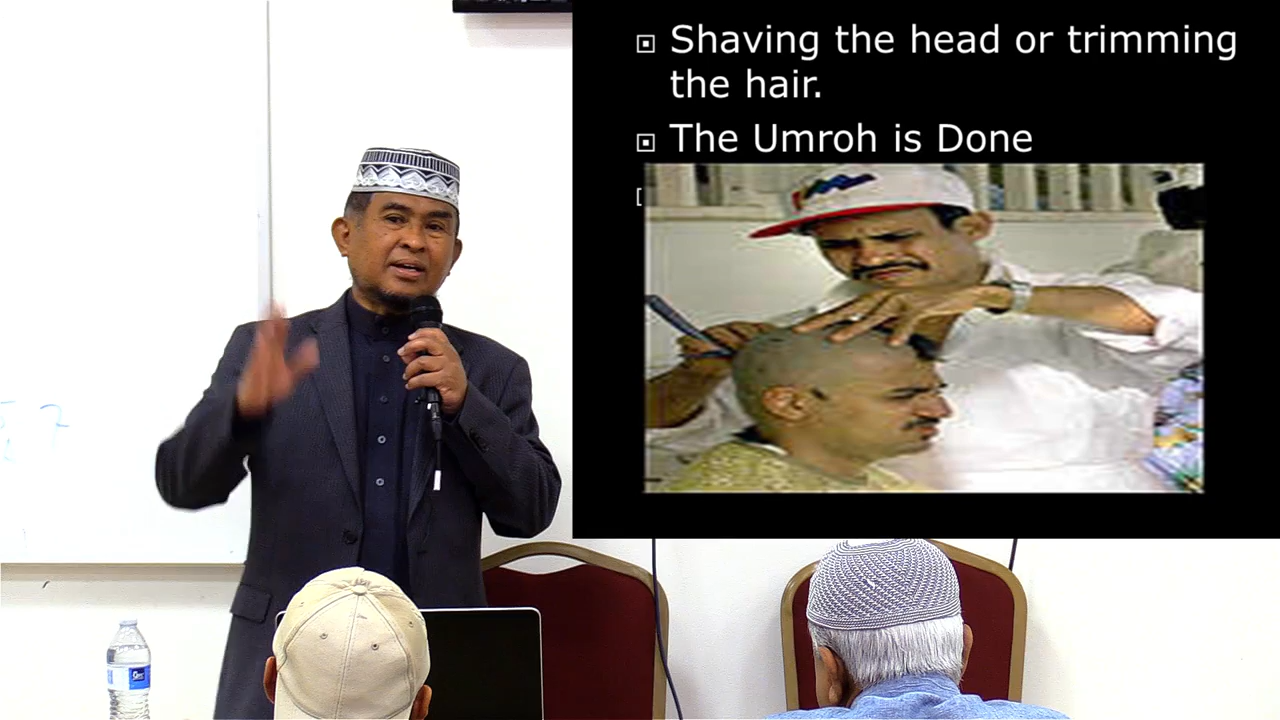 Shaving the head or trimming
the hair.
The Umroh is Done